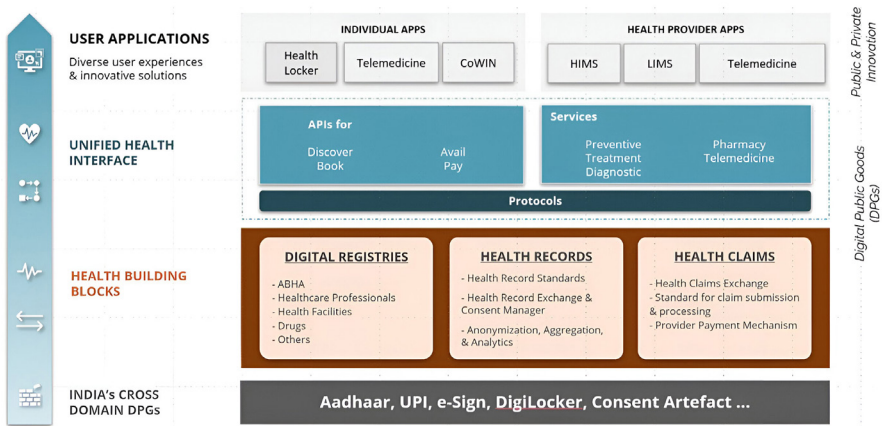 USER APPLICATIONS
Diverse user experiences
& innovative solutions
INDIVIDUAL APPS
Health
Locker
Telemedicine
CoWIN
HEALTH PROVIDER APPS
HIMS
LIMS
Telemedicine
Public & Private
Innovation
UNIFIED HEALTH
INTERFACE
APIs for
Discover
Book
Avail
Pay
Services
Preventive
Treatment
Diagnostic
Pharmacy
Telemedicine
Protocols
Digital Public Goods
(DPGs)
HEALTH BUILDING
BLOCKS
DIGITAL REGISTRIES
- ABHA
- Healthcare Professionals
- Health Facilities
- Drugs
- Others
HEALTH RECORDS
- Health Record Standards
- Health Record Exchange &
Consent Manager
- Anonymization, Aggregation,
& Analytics
HEALTH CLAIMS
- Health Claims Exchange
- Standard for claim submission
& processing
- Provider Payment Mechanism
INDIA's CROSS
DOMAIN DPGs
Aadhaar, UPI, e-Sign, DigiLocker, Consent Artefact ...